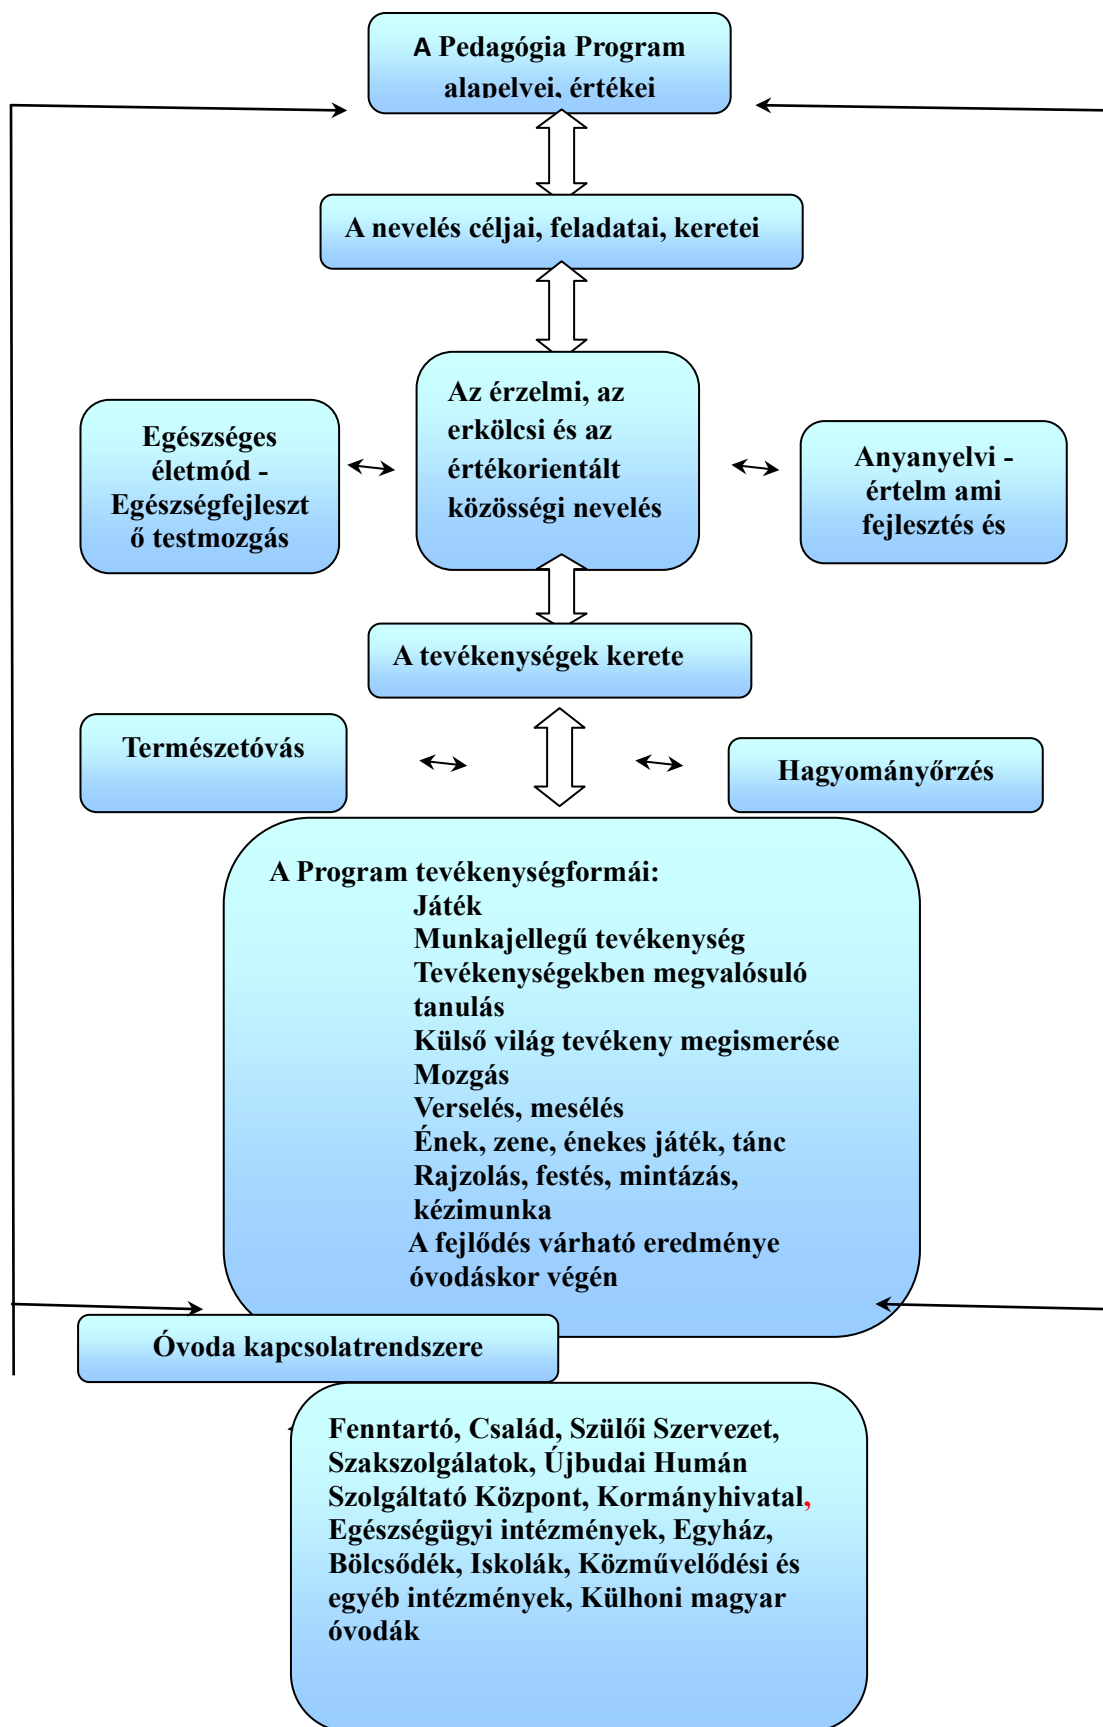 A Pedagógia Program
alapelvei, értékei
A nevelés céljai, feladatai, keretei
Egészséges
életmód -
Egészségfejleszt
ő testmozgás
Az érzelmi, az
erkölcsi és az
értékorientált
közösségi nevelés
Anyanyelvi -
értelm ami
fejlesztés és
A tevékenységek kerete
Természetóvás
Hagyományőrzés
A Program tevékenységformái:
Játék
Munkajellegű tevékenység
Tevékenységekben megvalósuló
tanulás
Külső világ tevékeny megismerése
Mozgás
Verselés, mesélés
Ének, zene, énekes játék, tánc
Rajzolás, festés, mintázás,
kézimunka
A fejlődés várható eredménye
óvodáskor végén
Óvoda kapcsolatrendszere
Fenntartó, Család, Szülői Szervezet,
Szakszolgálatok, Újbudai Humán
Szolgáltató Központ, Kormányhivatal,
Egészségügyi intézmények, Egyház,
Bölcsődék, Iskolák, Közművelődési és
egyéb intézmények, Külhoni magyar
óvodák